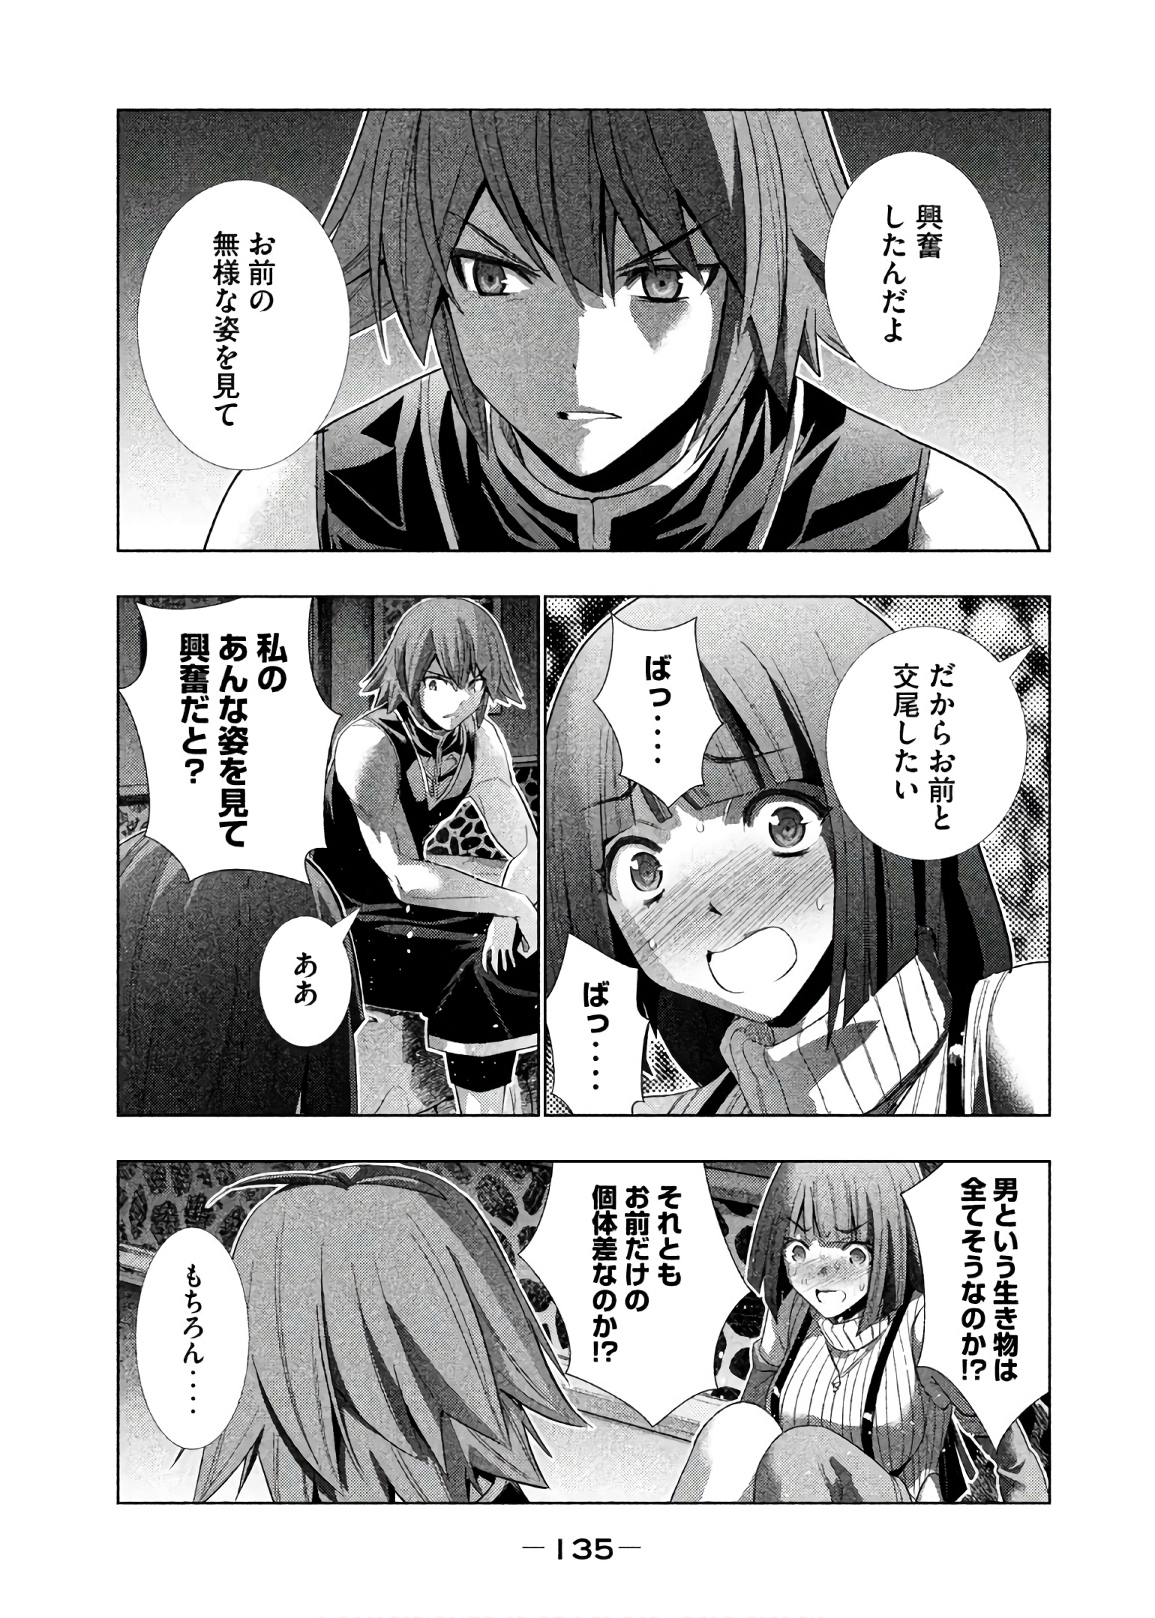 興奮
したんだよ
お前の
無様な姿を見て
だからお前と
交尾したい
ばっ‥‥
ばっ‥‥
私の
あんな姿を見て
興奮だと？
ああ
男という生き物は
全てそうなのか!?
それとも
お前だけの
個体差なのか!?
もちろん‥‥
―135―